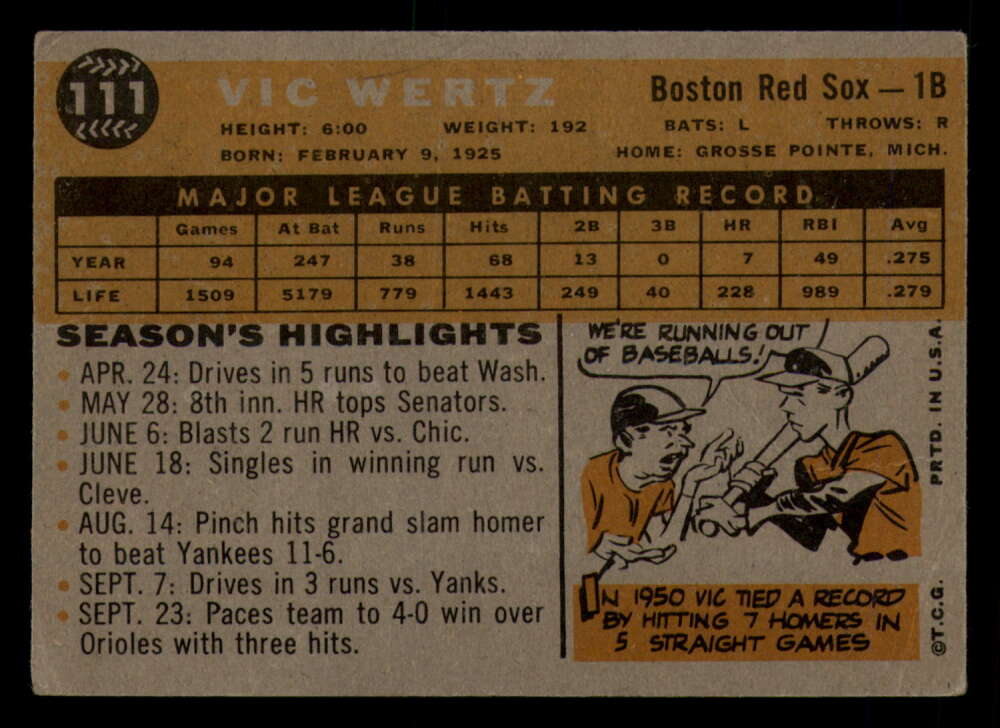 111
VIC WERTZ
Boston Red Sox — 1B
HEIGHT: 6:00 WEIGHT: 192 BATS: L THROWS: R
BORN: FEBRUARY 9, 1925 HOME: GROSSE POINTE, MICH.
MAJOR LEAGUE BATTING RECORD
Games At Bat Runs Hits 2B 3B HR RBI Avg
YEAR 94 247 38 68 13 0 7 49 .275
LIFE 1509 5179 779 1443 249 40 228 989 .279
SEASON'S HIGHLIGHTS
• APR. 24: Drives in 5 runs to beat Wash.
• MAY 28: 8th inn. HR tops Senators.
• JUNE 6: Blasts 2 run HR vs. Chic.
• JUNE 18: Singles in winning run vs.
Cleve.
• AUG. 14: Pinch hits grand slam homer
to beat Yankees 11-6.
• SEPT. 7: Drives in 3 runs vs. Yanks.
• SEPT. 23: Paces team to 4-0 win over
Orioles with three hits.
WE'RE RUNNING OUT
OF BASEBALLS!
IN 1950 VIC TIED A RECORD
BY HITTING 7 HOMERS IN
5 STRAIGHT GAMES
©T.C.G. PRTD. IN U.S.A.